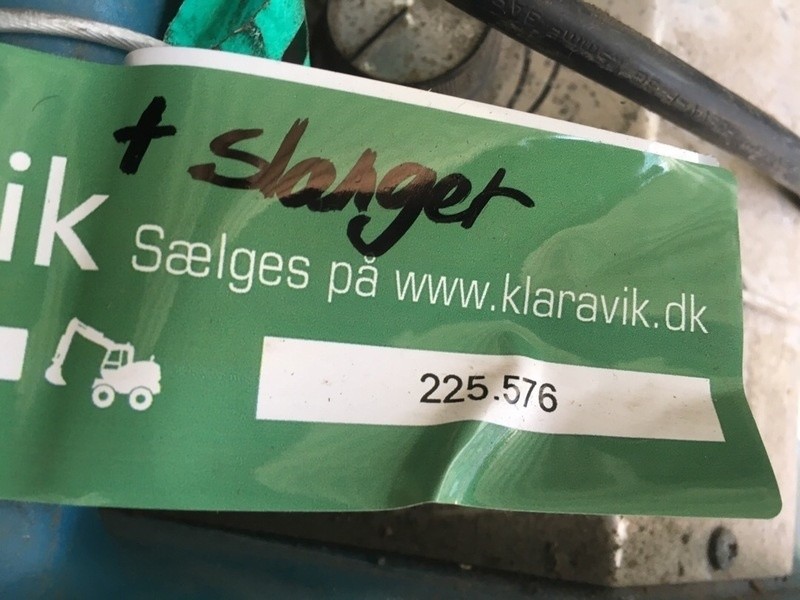 + slanger
ik
Sælges på www.klaravik.dk
225.576